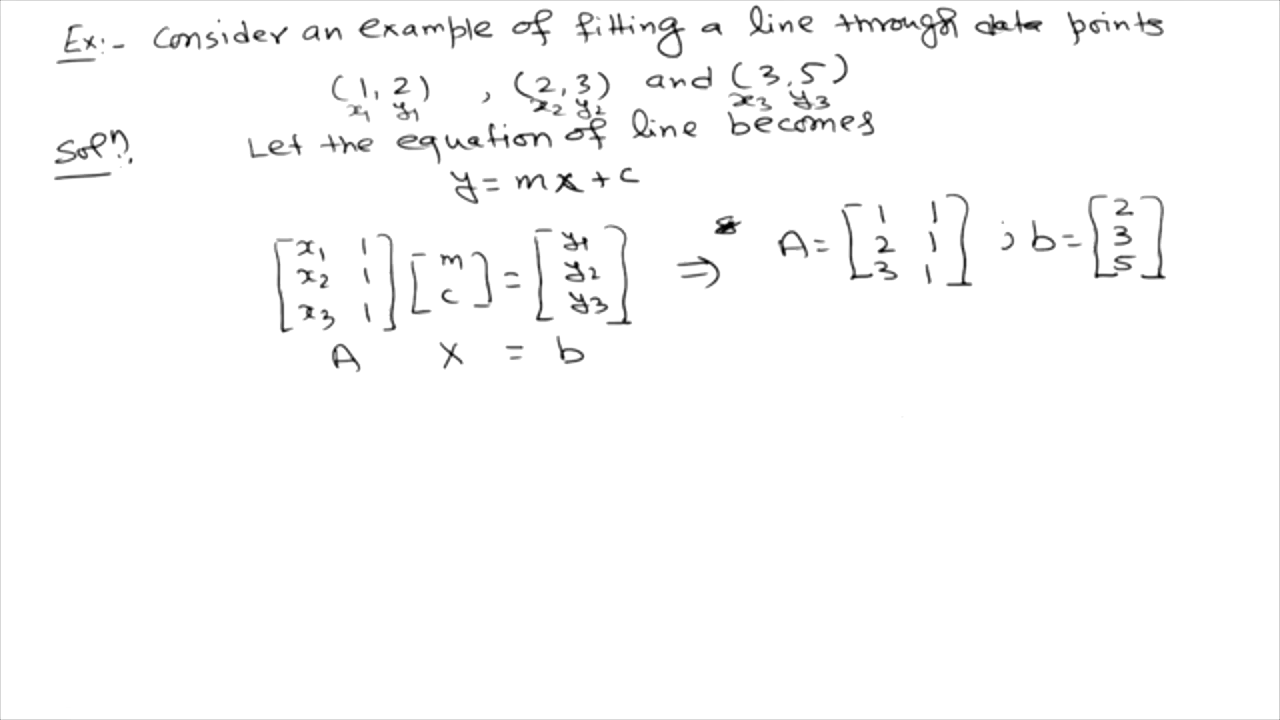 Ex:- Consider an example of fitting a line through data points
(1, 2) , (2, 3) and (3, 5)
x₁ y₁ x₂ y₂ x₃ y₃
Solⁿ: Let the equation of line becomes
y = mx + c
[x₁ 1; x₂ 1; x₃ 1] [m; c] = [y₁; y₂; y₃] ⇒ A = [1 1; 2 1; 3 1] ; b = [2; 3; 5]
A X = b